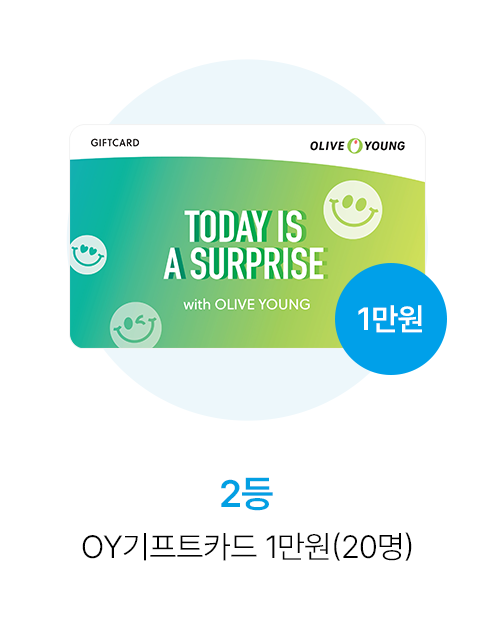 GIFTCARD
OLIVE YOUNG
TODAY IS
A SURPRISE
with OLIVE YOUNG
1만원
2등
OY기프트카드 1만원(20명)